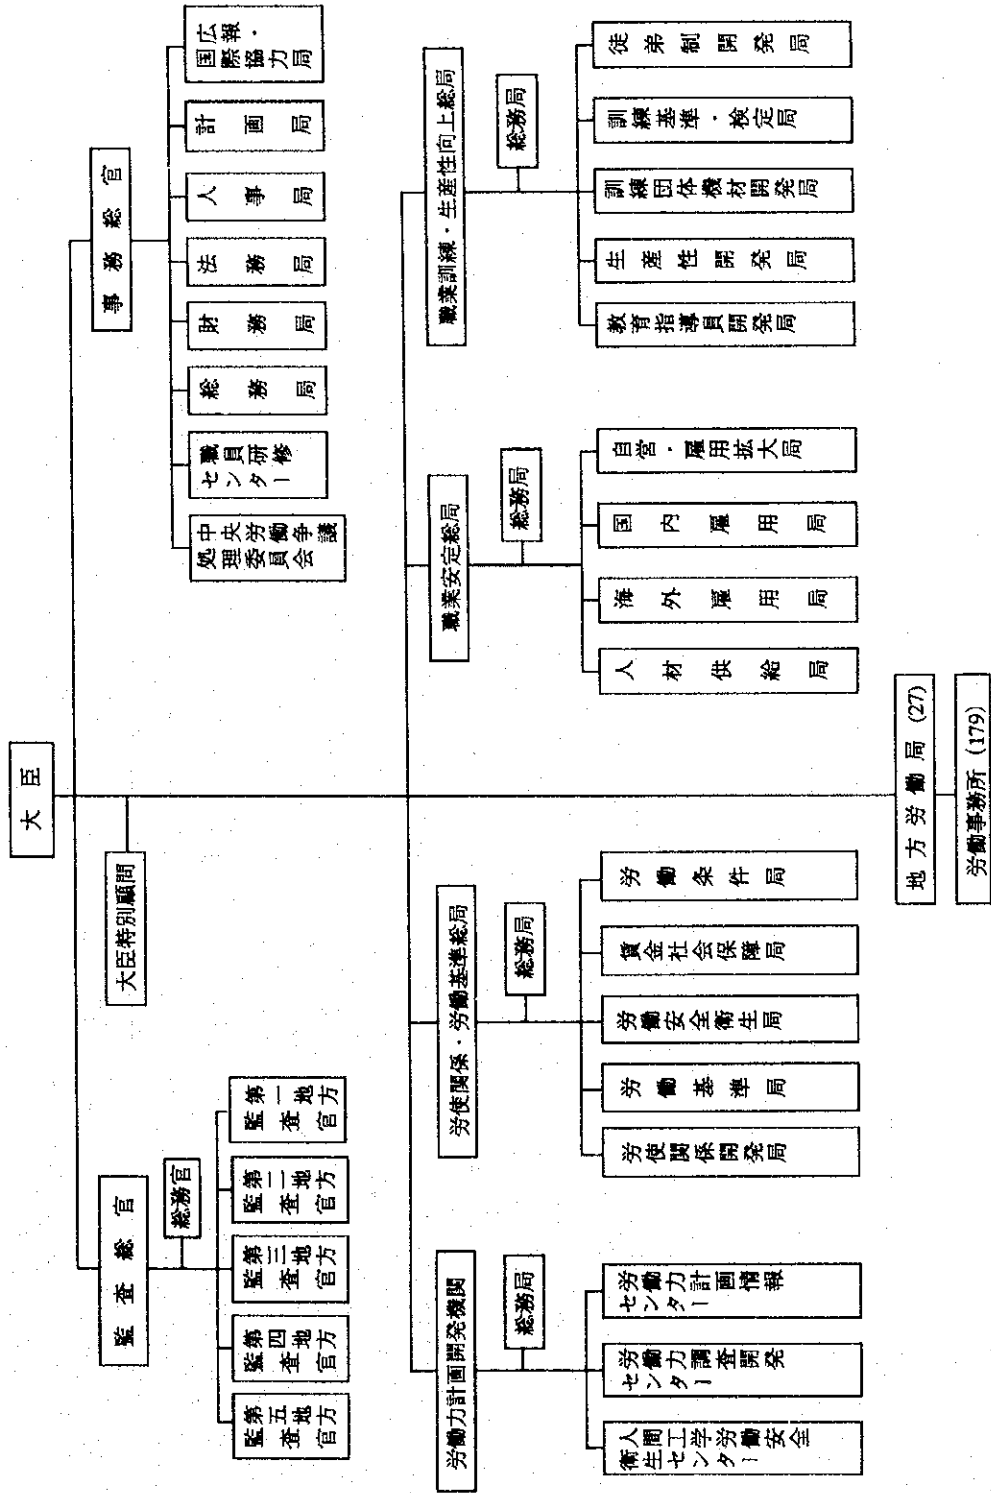 大臣
大臣特別顧問
監査総官
総務官
第五地方
監査官
第四地方
監査官
第三地方
監査官
第二地方
監査官
第一地方
監査官
事務総官
中央労働争議
処理委員会
職員研修
センター
総務局
財務局
法務局
人事局
計画局
広報・
国際協力局
労働力計画開発機関
総務局
人間工学労働安全
衛生センター
労働力調査開発
センター
労働力計画情報
センター
労使関係・労働基準総局
総務局
労使関係開発局
労働基準局
労働安全衛生局
賃金社会保障局
労働条件局
職業安定総局
総務局
人材供給局
海外雇用局
国内雇用局
自営・雇用拡大局
職業訓練・生産性向上総局
総務局
教育指導員開発局
生産性開発局
訓練団体機材開発局
訓練基準・検定局
徒弟制開発局
地方労働局 (27)
労働事務所 (179)